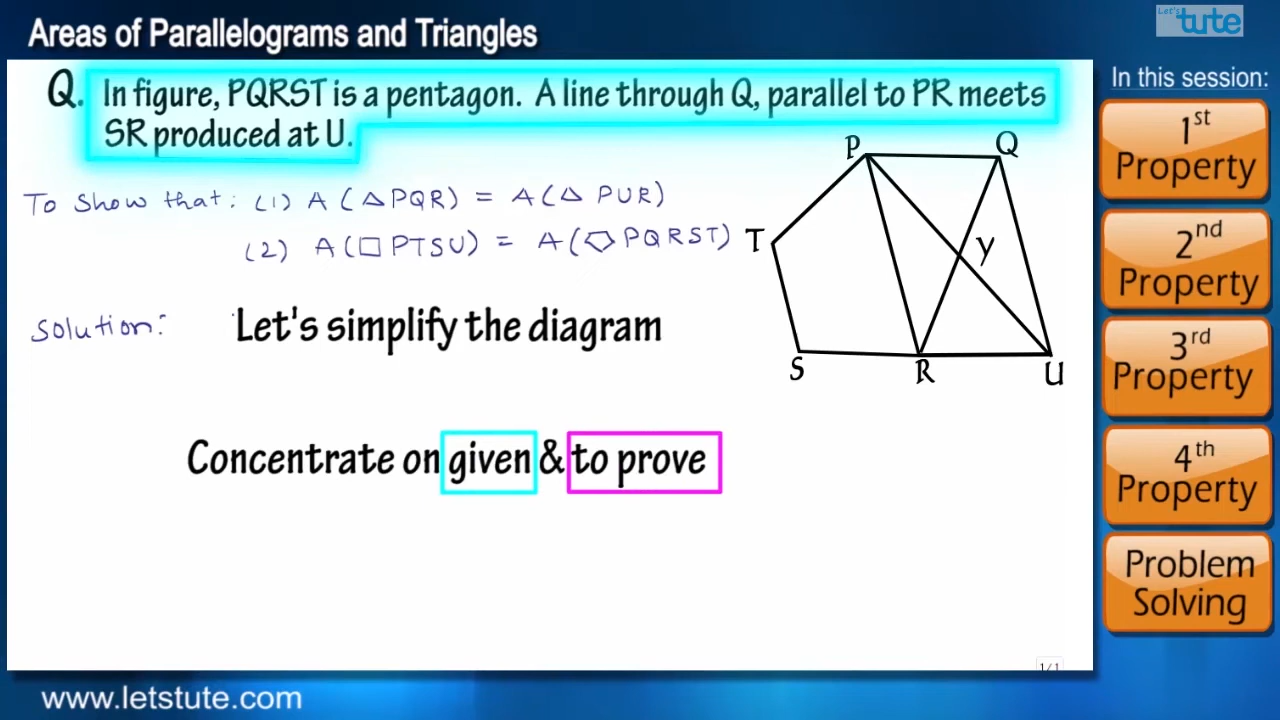 Areas of Parallelograms and Triangles
Let's
tute
Q. In figure, PQRST is a pentagon. A line through Q, parallel to PR meets
SR produced at U.
To show that: (1) A (△PQR) = A (△ PUR)
(2) A (□ PTSU) = A (⬠ PQRST)
Solution:
Let's simplify the diagram
Concentrate on given & to prove
P
Q
T
y
S
R
U
1/1
In this session:
1st
Property
2nd
Property
3rd
Property
4th
Property
Problem
Solving
www.letstute.com